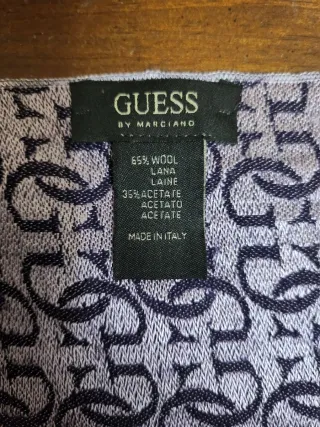 GUESS
BY MARCIANO
65% WOOL
LANA
LAINE
35% ACETATE
ACETATO
ACETATE
MADE IN ITALY